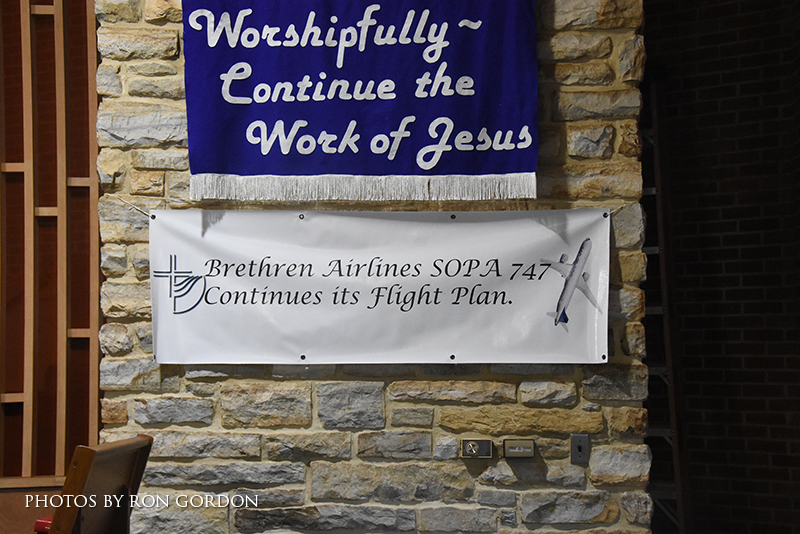 Worshipfully~
Continue the
Work of Jesus
Brethren Airlines SOPA 747
Continues its Flight Plan.
PHOTOS BY RON GORDON